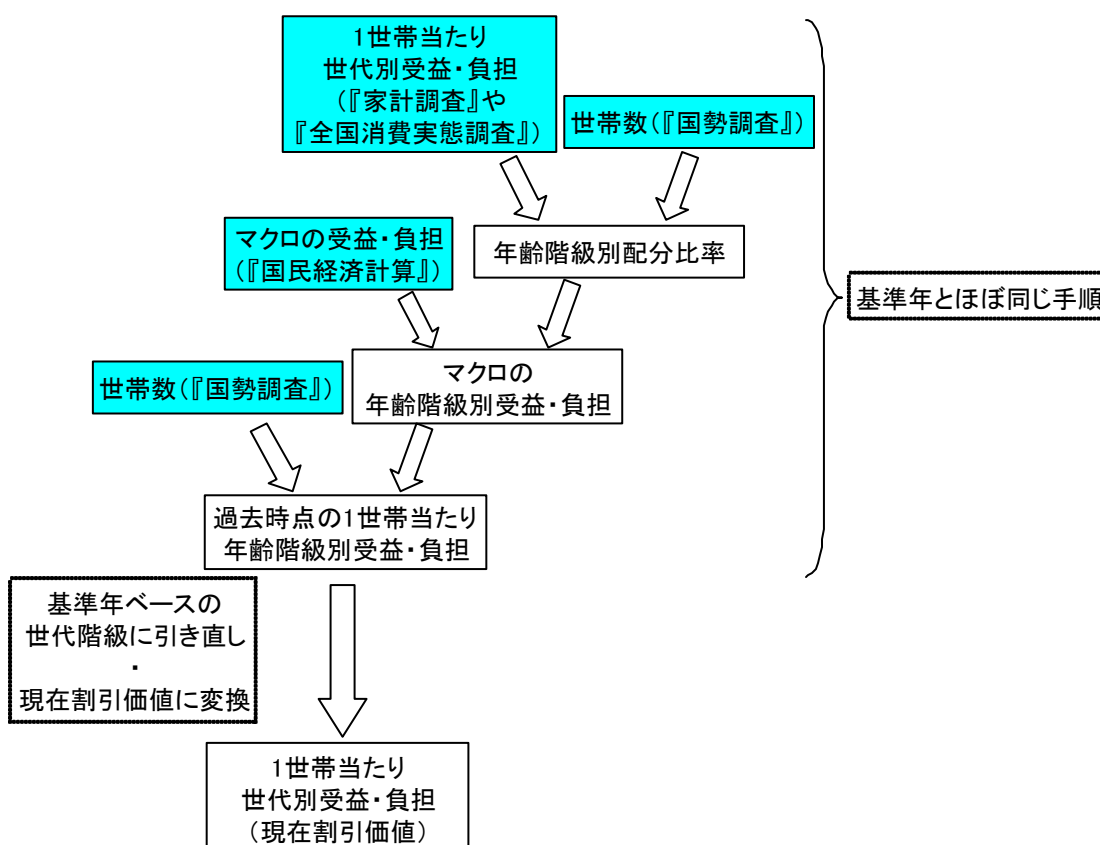 1世帯当たり
世代別受益・負担
(『家計調査』や
『全国消費実態調査』)
世帯数(『国勢調査』)
マクロの受益・負担
(『国民経済計算』)
年齢階級別配分比率
基準年とほぼ同じ手順
世帯数(『国勢調査』)
マクロの
年齢階級別受益・負担
過去時点の1世帯当たり
年齢階級別受益・負担
基準年ベースの
世代階級に引き直し
・
現在割引価値に変換
1世帯当たり
世代別受益・負担
(現在割引価値)